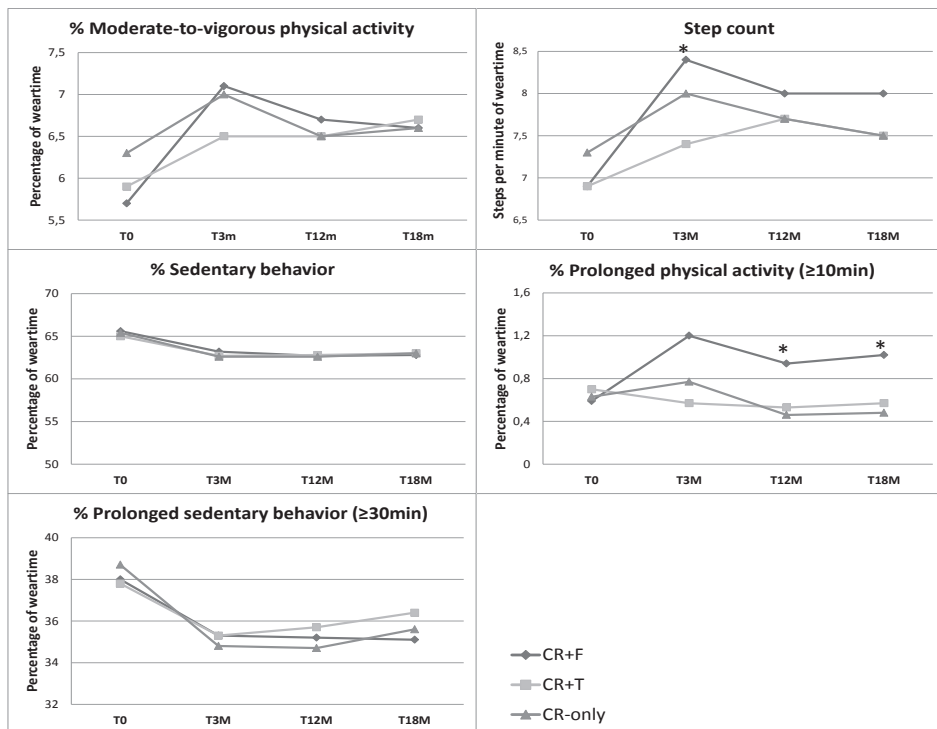 % Moderate-to-vigorous physical activity
Percentage of weartime
7,5
7
6,5
6
5,5
T0
T3m
T12m
T18m
Step count
Steps per minute of weartime
8,5
8
7,5
7
6,5
*
T0
T3M
T12M
T18M
% Sedentary behavior
Percentage of weartime
70
65
60
55
50
T0
T3M
T12M
T18M
% Prolonged physical activity (≥10min)
Percentage of weartime
1,6
1,2
0,8
0,4
0
*
*
T0
T3M
T12M
T18M
% Prolonged sedentary behavior (≥30min)
Percentage of weartime
40
38
36
34
32
T0
T3M
T12M
T18M
CR+F
CR+T
CR-only